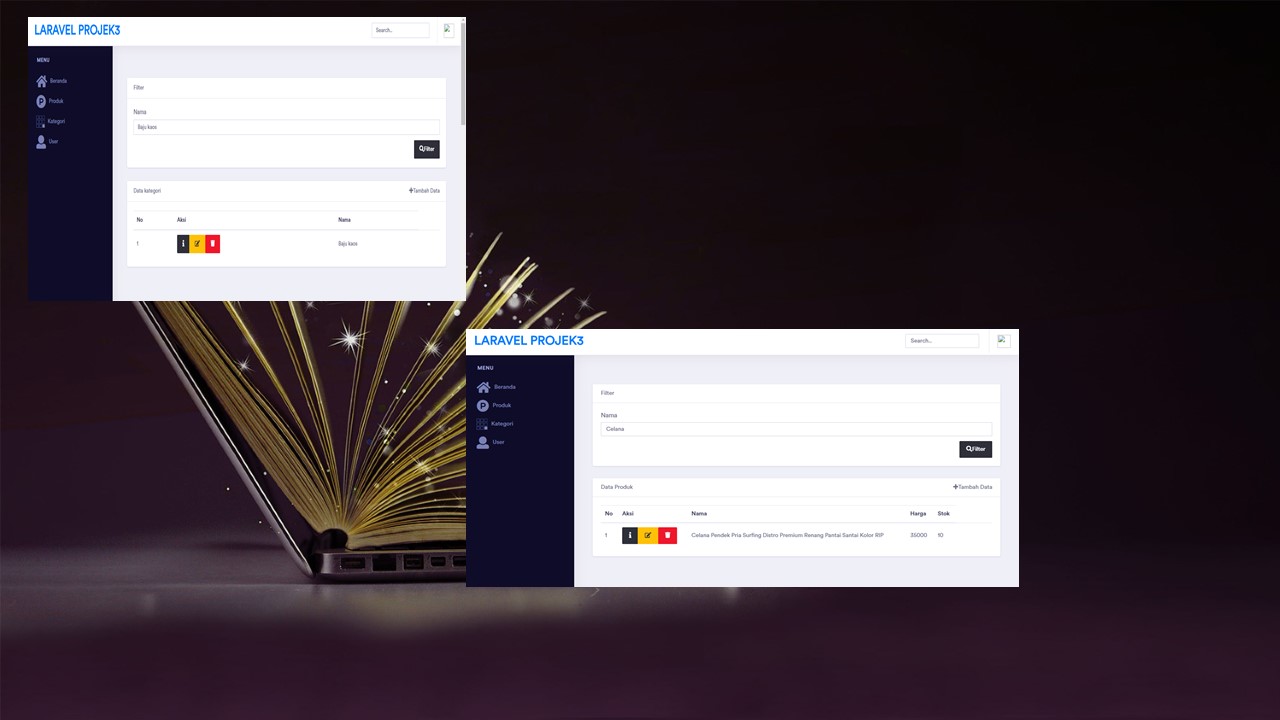 LARAVEL PROJEK3
Search..
MENU
Beranda
Produk
Kategori
User
Filter
Nama
Baju kaos
Filter
Data kategori
Tambah Data
No Aksi Nama
1 Baju kaos
LARAVEL PROJEK3
Search..
MENU
Beranda
Produk
Kategori
User
Filter
Nama
Celana
Filter
Data Produk
Tambah Data
No Aksi Nama Harga Stok
1 Celana Pendek Pria Surfing Distro Premium Renang Pantai Santai Kolor RIP 35000 10